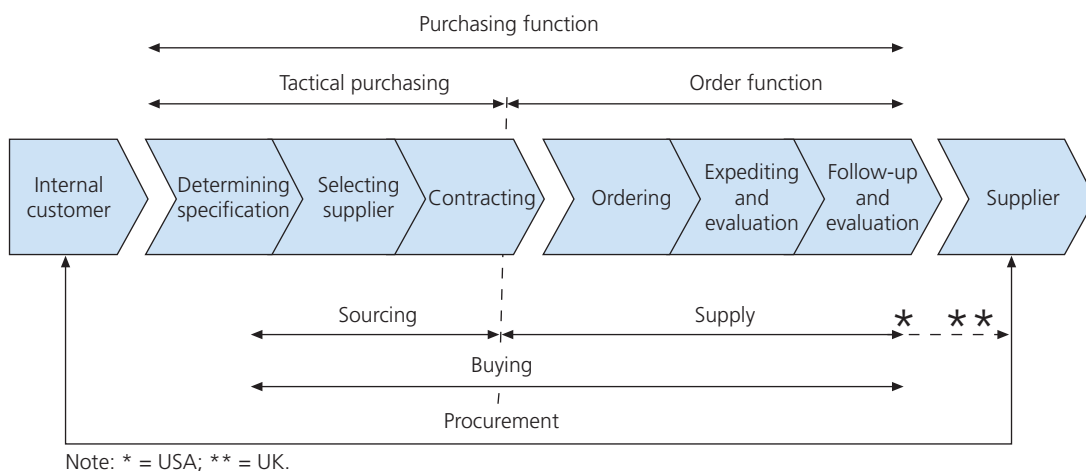 Purchasing function
Tactical purchasing
Order function
Internal
customer
Determining
specification
Selecting
supplier
Contracting
Ordering
Expediting
and
evaluation
Follow-up
and
evaluation
Supplier
Sourcing
Supply
*
**
Buying
Procurement
Note: * = USA; ** = UK.